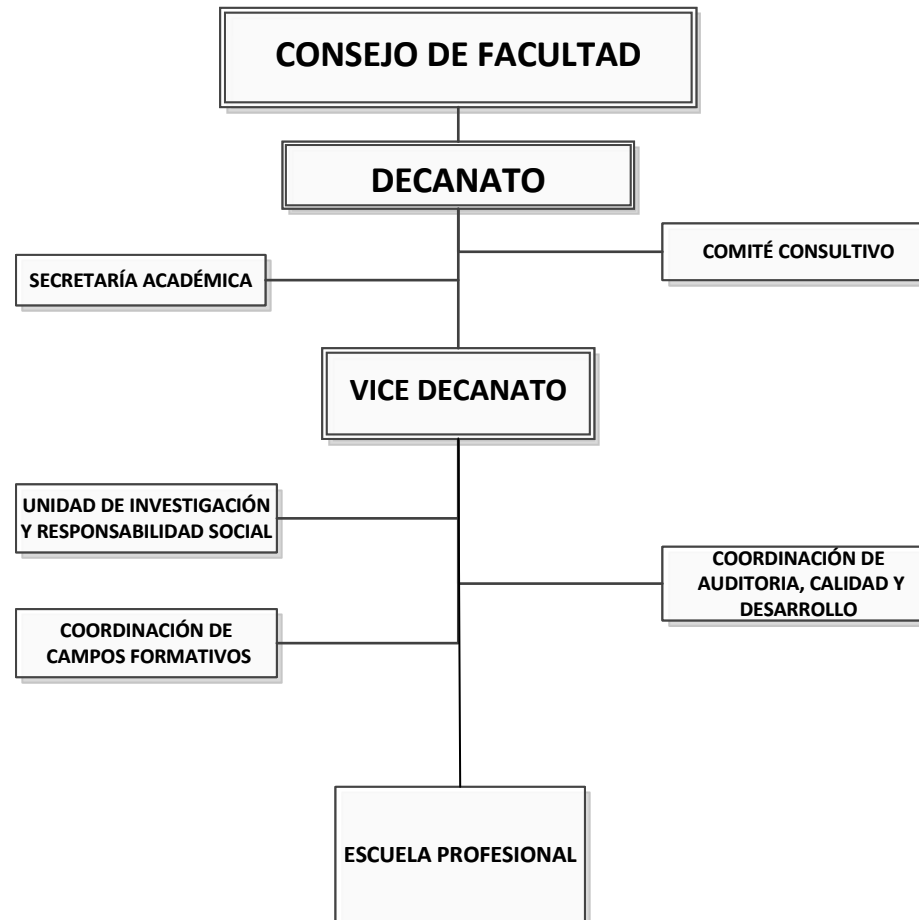 CONSEJO DE FACULTAD
DECANATO
COMITÉ CONSULTIVO
SECRETARÍA ACADÉMICA
VICE DECANATO
UNIDAD DE INVESTIGACIÓN
Y RESPONSABILIDAD SOCIAL
COORDINACIÓN DE
AUDITORIA, CALIDAD Y
DESARROLLO
COORDINACIÓN DE
CAMPOS FORMATIVOS
ESCUELA PROFESIONAL